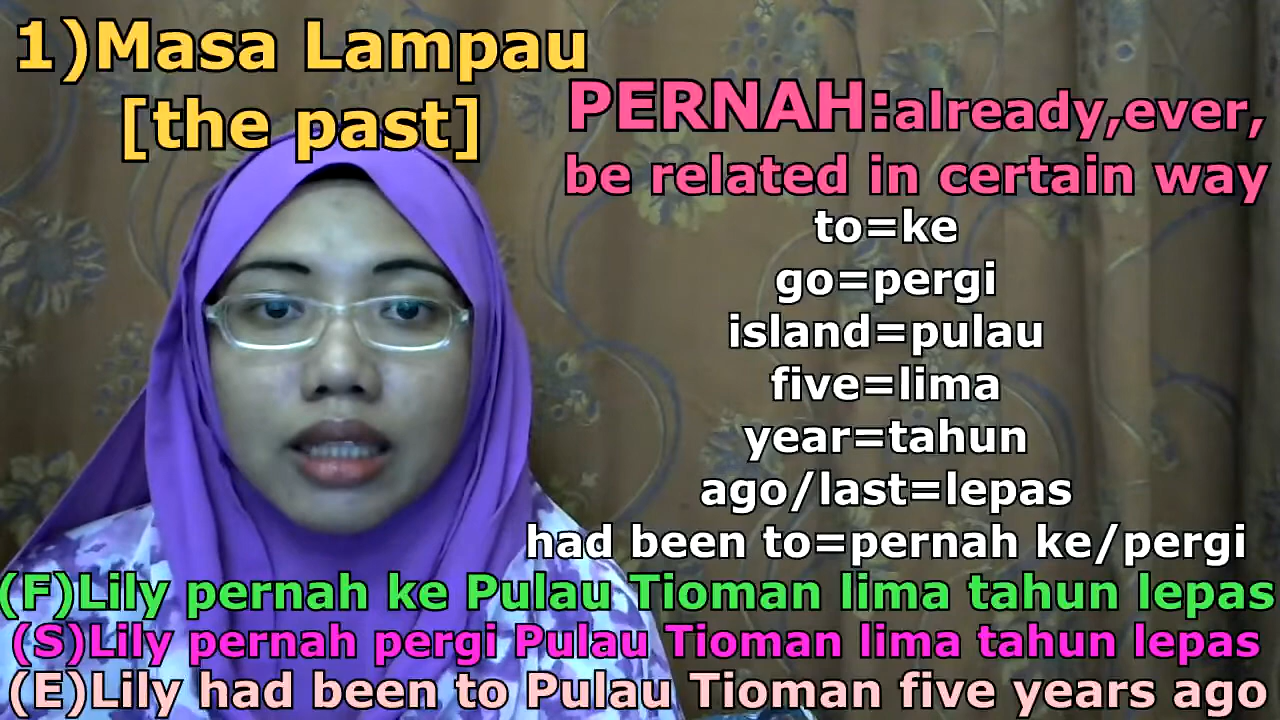 1)Masa Lampau
[the past]
PERNAH:already,ever,
be related in certain way
to=ke
go=pergi
island=pulau
five=lima
year=tahun
ago/last=lepas
had been to=pernah ke/pergi
(F)Lily pernah ke Pulau Tioman lima tahun lepas
(S)Lily pernah pergi Pulau Tioman lima tahun lepas
(E)Lily had been to Pulau Tioman five years ago